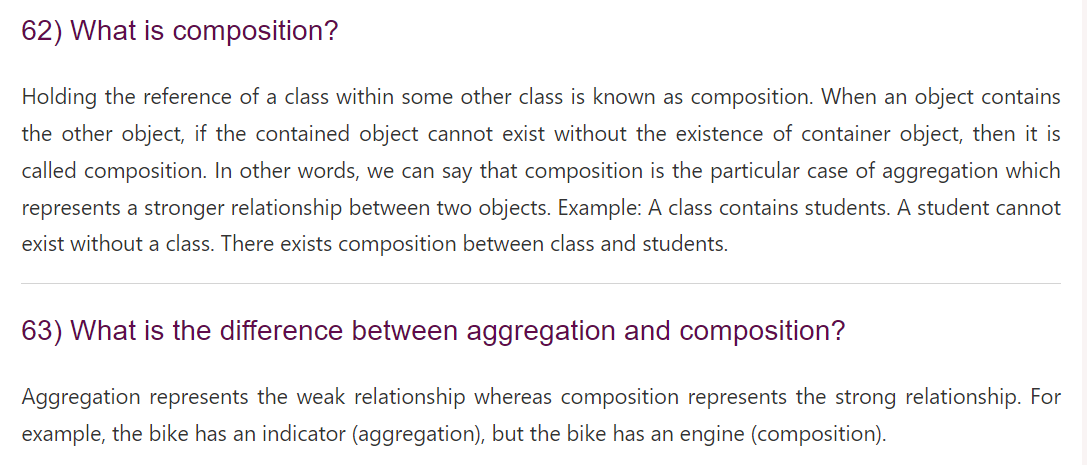 62) What is composition?
Holding the reference of a class within some other class is known as composition. When an object contains
the other object, if the contained object cannot exist without the existence of container object, then it is
called composition. In other words, we can say that composition is the particular case of aggregation which
represents a stronger relationship between two objects. Example: A class contains students. A student cannot
exist without a class. There exists composition between class and students.
63) What is the difference between aggregation and composition?
Aggregation represents the weak relationship whereas composition represents the strong relationship. For
example, the bike has an indicator (aggregation), but the bike has an engine (composition).